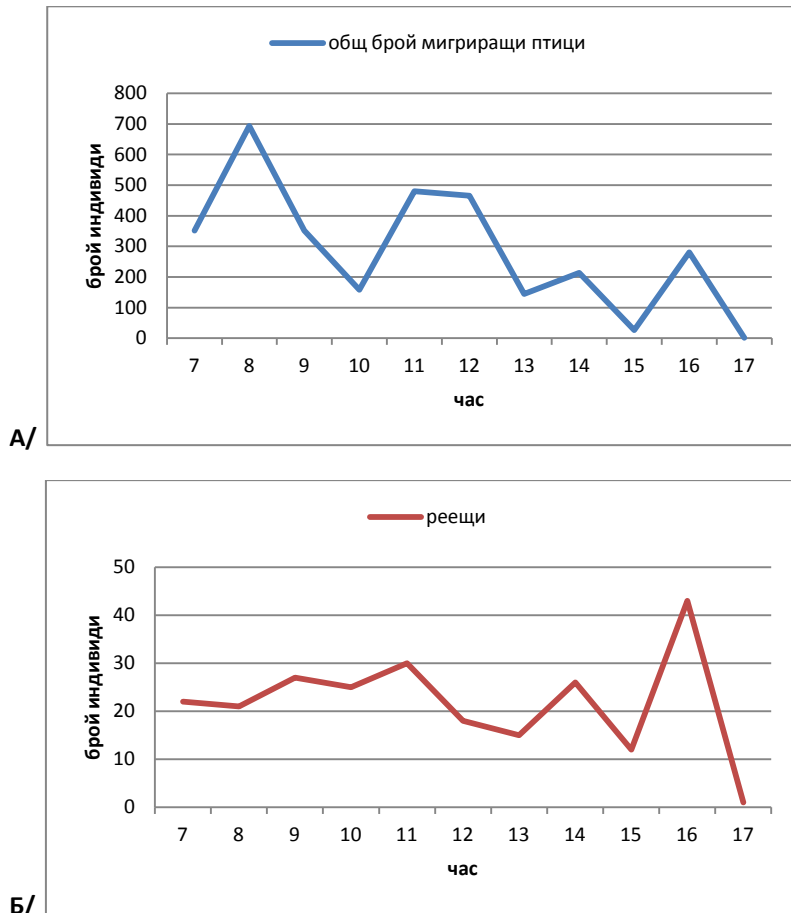 общ брой мигриращи птици
800
700
600
500
400
300
200
100
0
брой индивиди
7 8 9 10 11 12 13 14 15 16 17
час
А/
реещи
50
40
30
20
10
0
брой индивиди
7 8 9 10 11 12 13 14 15 16 17
час
Б/